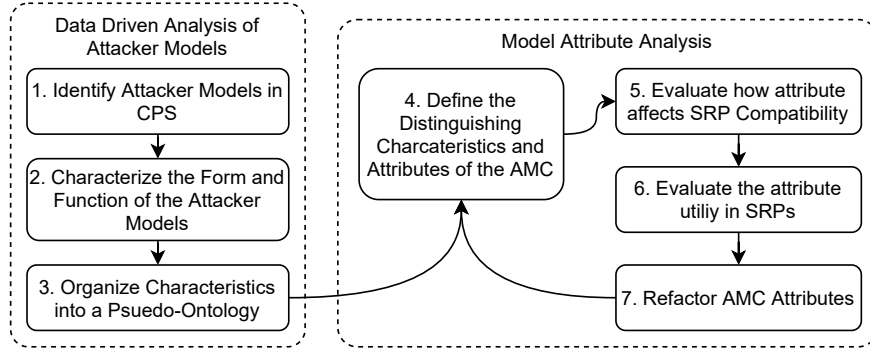 Data Driven Analysis of
Attacker Models
1. Identify Attacker Models in
CPS
2. Characterize the Form and
Function of the Attacker
Models
3. Organize Characteristics
into a Psuedo-Ontology
Model Attribute Analysis
4. Define the
Distinguishing
Charcateristics and
Attributes of the AMC
5. Evaluate how attribute
affects SRP Compatibility
6. Evaluate the attribute
utiliy in SRPs
7. Refactor AMC Attributes